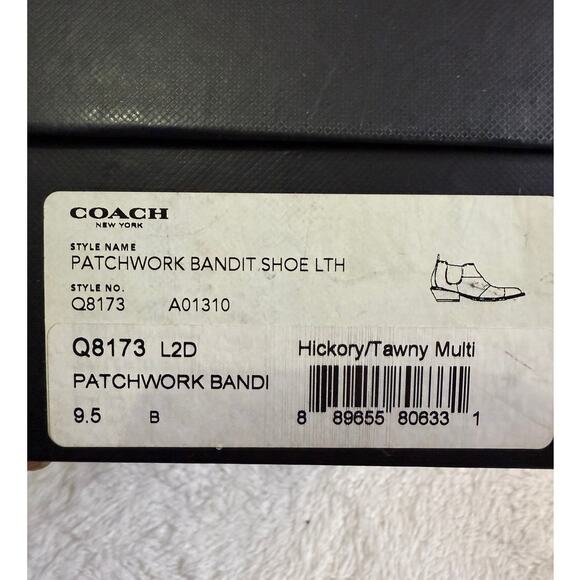 COACH
NEW YORK
STYLE NAME
PATCHWORK BANDIT SHOE LTH
STYLE NO.
Q8173 A01310
Q8173 L2D
Hickory/Tawny Multi
PATCHWORK BANDI
9.5 B
8 89655 80633 1